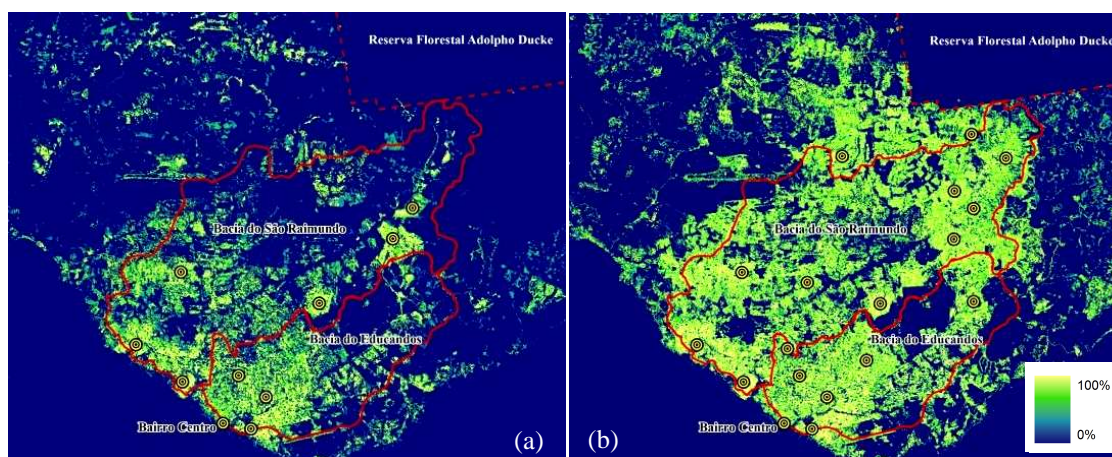 Reserva Florestal Adolpho Ducke
Bacia do São Raimundo
Bacia do Educandos
Bairro Centro
(a)
Reserva Florestal Adolpho Ducke
Bacia do São Raimundo
Bacia do Educandos
Bairro Centro
(b)
100%
0%